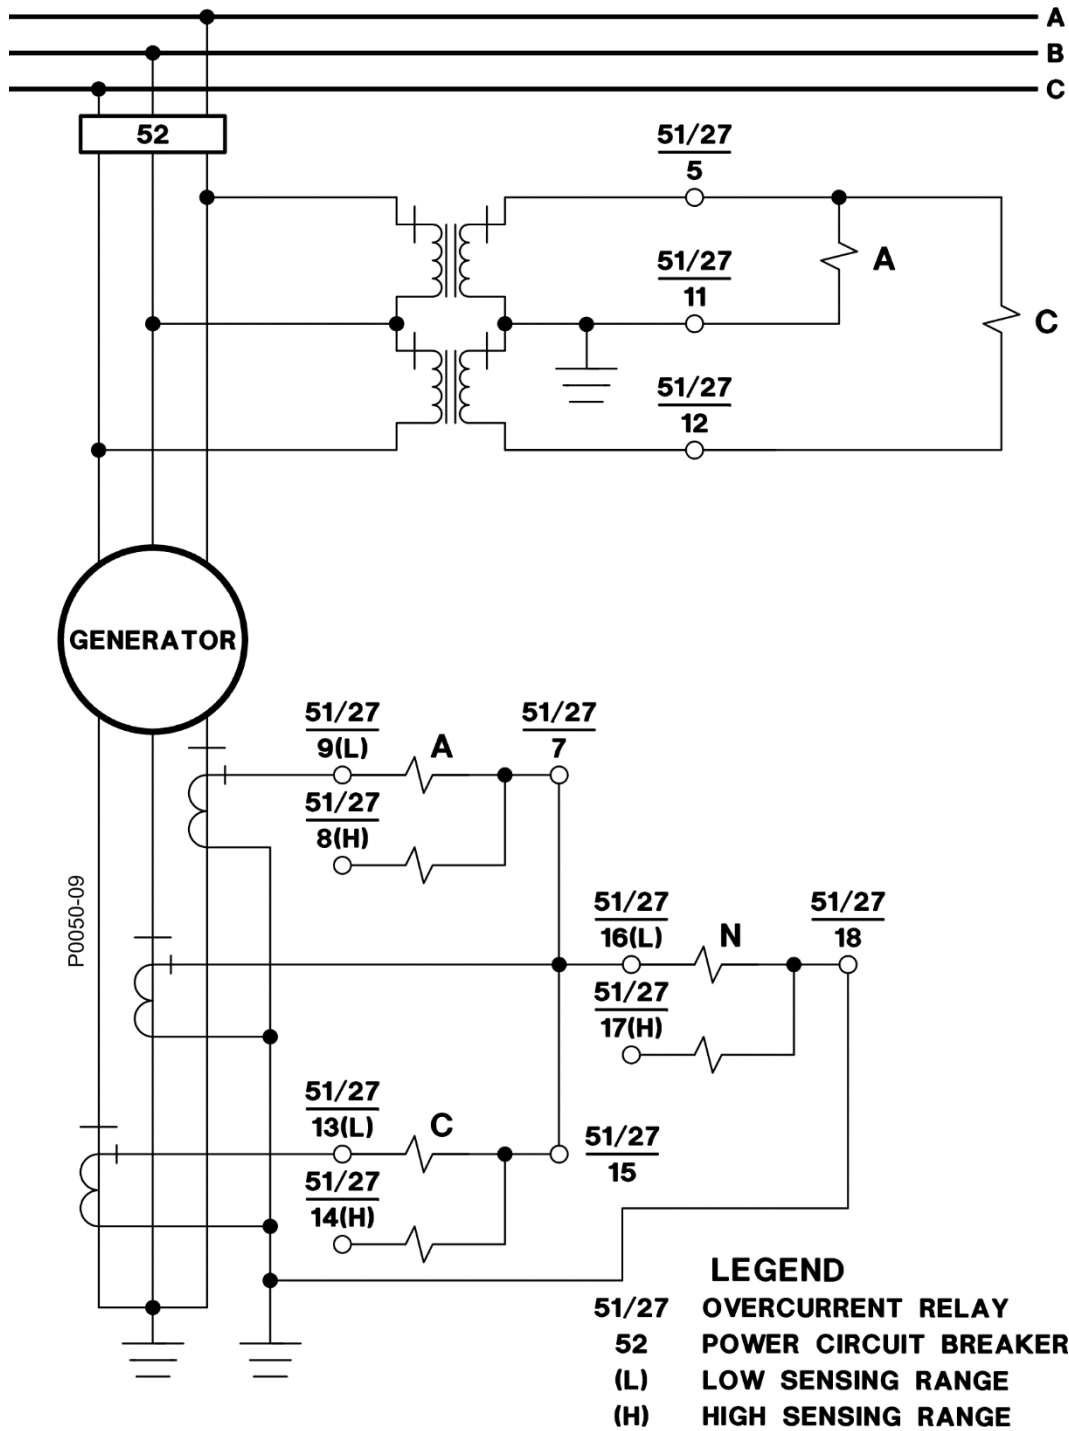 A
B
C
52
51/27
5
51/27
11
A
C
51/27
12
GENERATOR
51/27
9(L)
A
51/27
7
51/27
8(H)
P0050-09
51/27
16(L)
N
51/27
18
51/27
17(H)
51/27
13(L)
C
51/27
15
51/27
14(H)
LEGEND
51/27 OVERCURRENT RELAY
52 POWER CIRCUIT BREAKER
(L) LOW SENSING RANGE
(H) HIGH SENSING RANGE